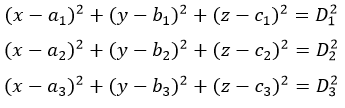 (x − a₁)² + (y − b₁)² + (z − c₁)² = D₁²
(x − a₂)² + (y − b₂)² + (z − c₂)² = D₂²
(x − a₃)² + (y − b₃)² + (z − c₃)² = D₃²